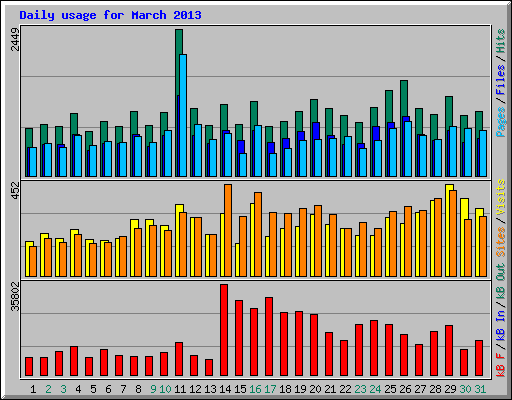 Daily usage for March 2013
2449
Pages / Files / Hits
452
Sites / Visits
35802
kB F / kB In / kB Out
1 2 3 4 5 6 7 8 9 10 11 12 13 14 15 16 17 18 19 20 21 22 23 24 25 26 27 28 29 30 31